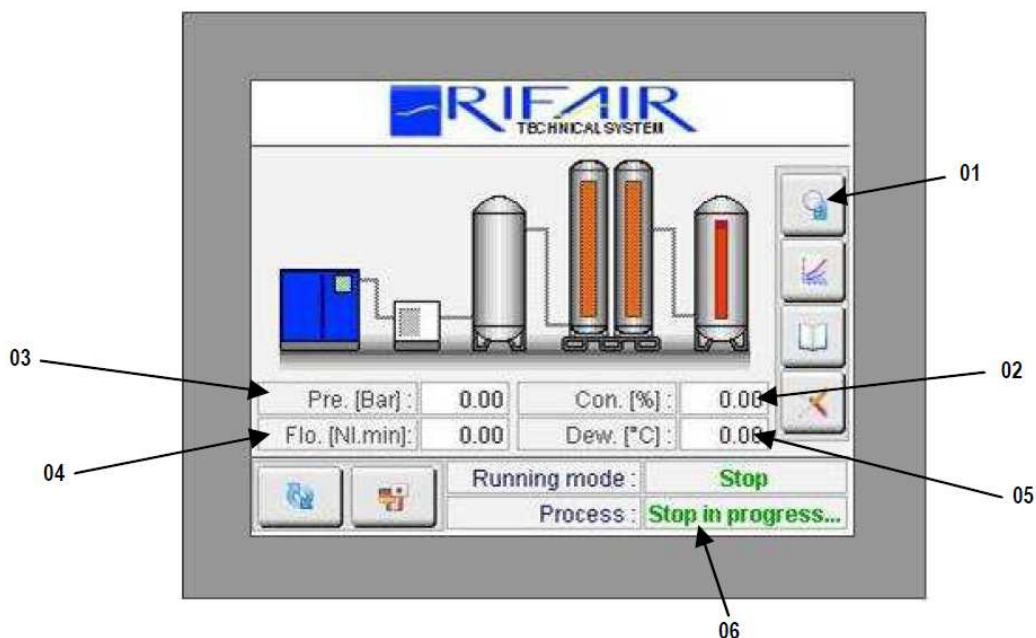 RIFAIR
TECHNICAL SYSTEM
01
03
Pre. [Bar] : 0.00 Con. [%] : 0.00
02
Flo. [Nl.min]: 0.00 Dew. [°C] : 0.00
04
Running mode : Stop
05
Process : Stop in progress...
06